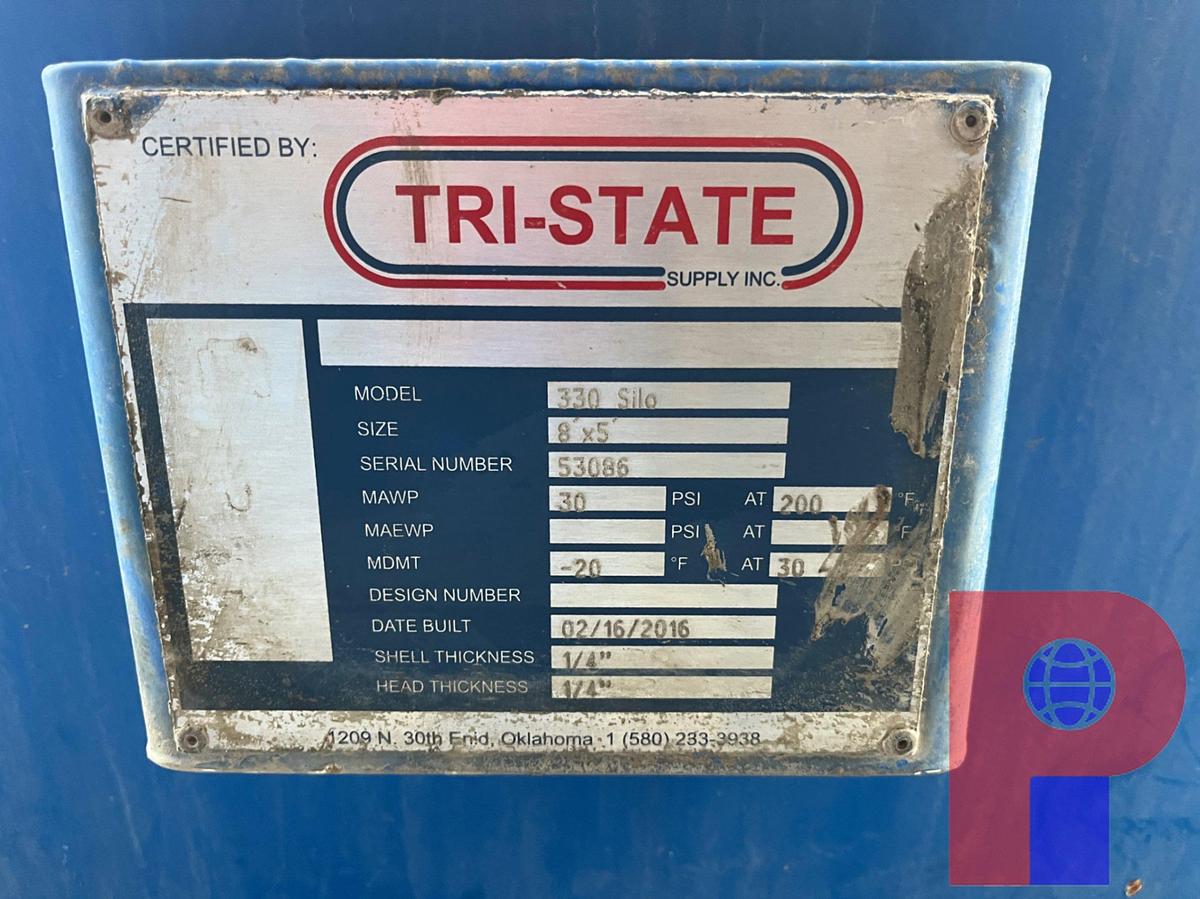 CERTIFIED BY:
TRI-STATE
SUPPLY INC.
MODEL 330 Silo
SIZE 8'x5'
SERIAL NUMBER 53086
MAWP 30 PSI AT 200 °F
MAEWP PSI AT °F
MDMT -20 °F AT 30
DESIGN NUMBER
DATE BUILT 02/16/2016
SHELL THICKNESS 1/4"
HEAD THICKNESS 1/4"
1209 N. 30th Enid, Oklahoma 1 (580) 233-3938
P